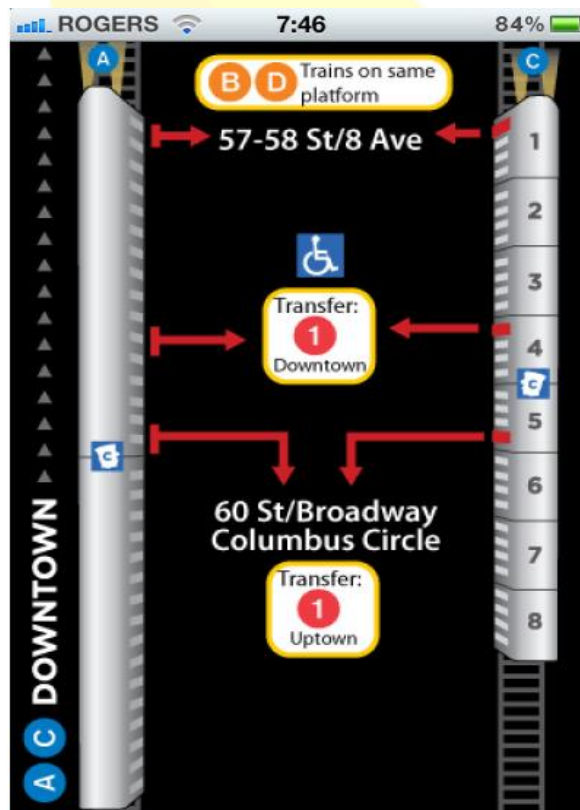 ROGERS 7:46 84%
A
C
B D Trains on same
platform
57-58 St/8 Ave
1
2
3
Transfer:
1
Downtown
4
C
5
C
60 St/Broadway
Columbus Circle
6
7
Transfer:
1
Uptown
8
A C DOWNTOWN